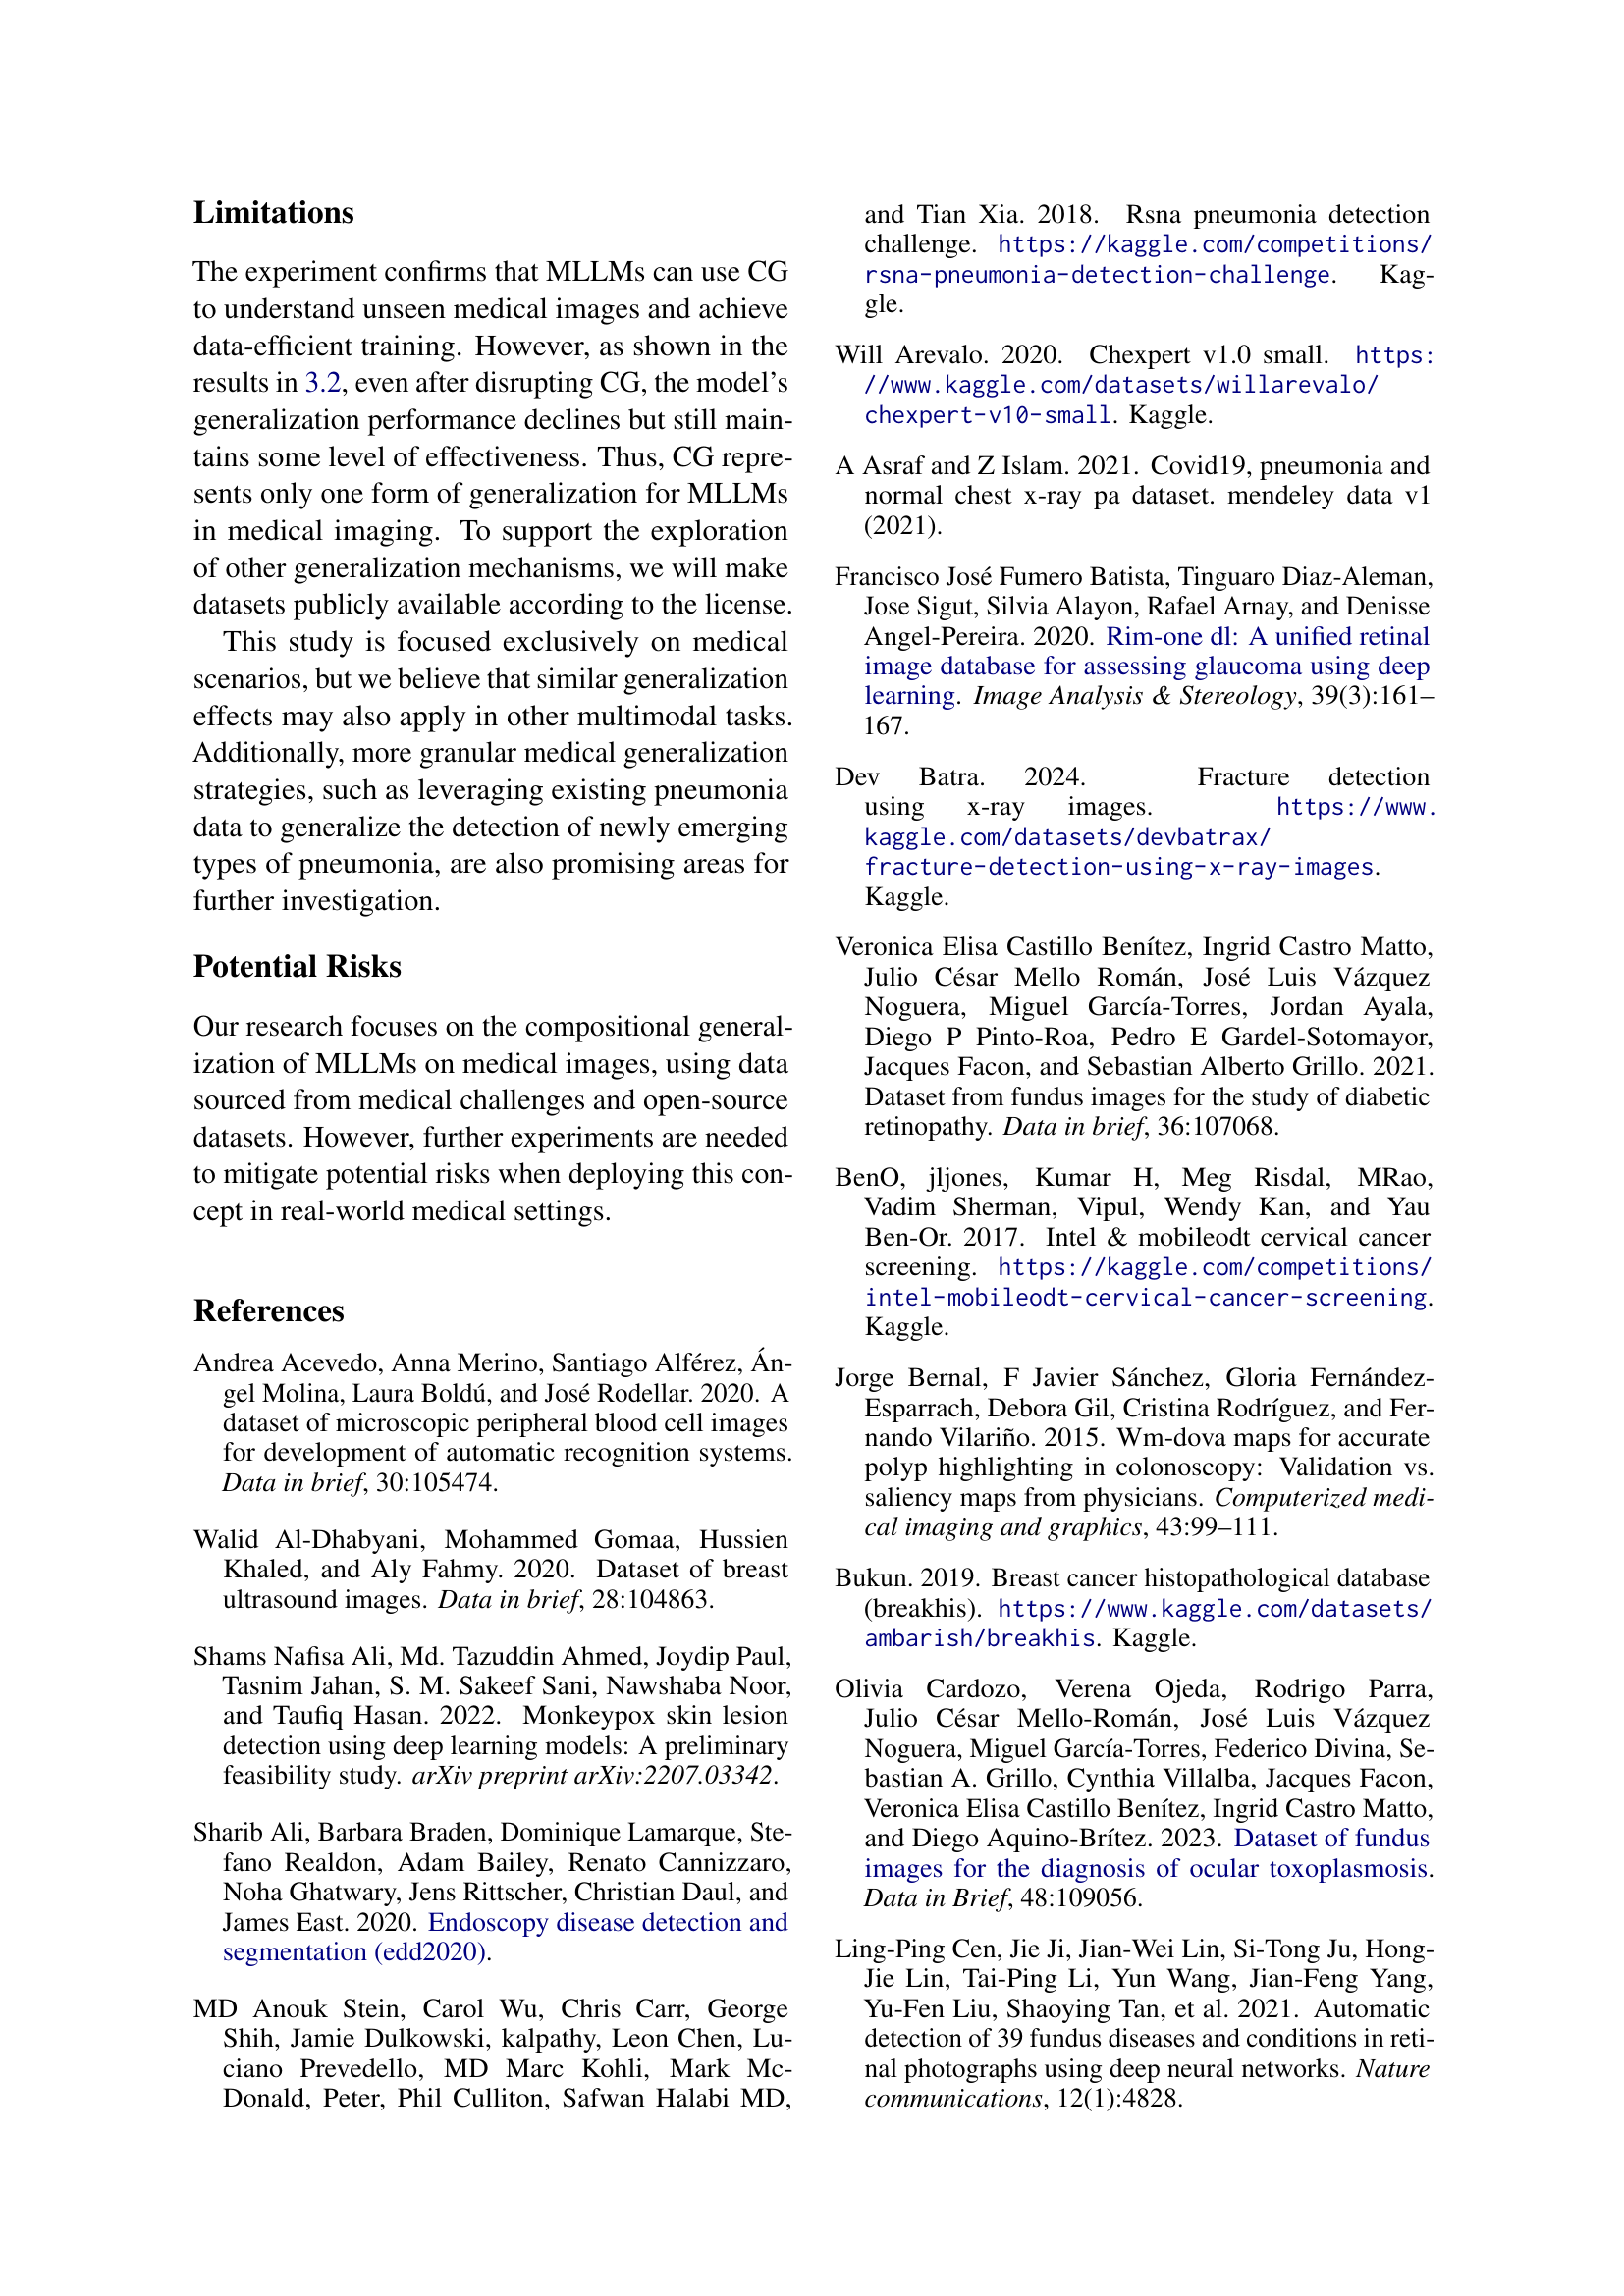 Limitations
The experiment confirms that MLLMs can use CG
to understand unseen medical images and achieve
data-efficient training. However, as shown in the
results in 3.2, even after disrupting CG, the model's
generalization performance declines but still main-
tains some level of effectiveness. Thus, CG repre-
sents only one form of generalization for MLLMs
in medical imaging. To support the exploration
of other generalization mechanisms, we will make
datasets publicly available according to the license.
This study is focused exclusively on medical
scenarios, but we believe that similar generalization
effects may also apply in other multimodal tasks.
Additionally, more granular medical generalization
strategies, such as leveraging existing pneumonia
data to generalize the detection of newly emerging
types of pneumonia, are also promising areas for
further investigation.
Potential Risks
Our research focuses on the compositional general-
ization of MLLMs on medical images, using data
sourced from medical challenges and open-source
datasets. However, further experiments are needed
to mitigate potential risks when deploying this con-
cept in real-world medical settings.
References
Andrea Acevedo, Anna Merino, Santiago Alférez, Án-
gel Molina, Laura Boldú, and José Rodellar. 2020. A
dataset of microscopic peripheral blood cell images
for development of automatic recognition systems.
Data in brief, 30:105474.
Walid Al-Dhabyani, Mohammed Gomaa, Hussien
Khaled, and Aly Fahmy. 2020. Dataset of breast
ultrasound images. Data in brief, 28:104863.
Shams Nafisa Ali, Md. Tazuddin Ahmed, Joydip Paul,
Tasnim Jahan, S. M. Sakeef Sani, Nawshaba Noor,
and Taufiq Hasan. 2022. Monkeypox skin lesion
detection using deep learning models: A preliminary
feasibility study. arXiv preprint arXiv:2207.03342.
Sharib Ali, Barbara Braden, Dominique Lamarque, Ste-
fano Realdon, Adam Bailey, Renato Cannizzaro,
Noha Ghatwary, Jens Rittscher, Christian Daul, and
James East. 2020. Endoscopy disease detection and
segmentation (edd2020).
MD Anouk Stein, Carol Wu, Chris Carr, George
Shih, Jamie Dulkowski, kalpathy, Leon Chen, Lu-
ciano Prevedello, MD Marc Kohli, Mark Mc-
Donald, Peter, Phil Culliton, Safwan Halabi MD,
and Tian Xia. 2018. Rsna pneumonia detection
challenge. https://kaggle.com/competitions/
rsna-pneumonia-detection-challenge. Kag-
gle.
Will Arevalo. 2020. Chexpert v1.0 small. https:
//www.kaggle.com/datasets/willarevalo/
chexpert-v10-small. Kaggle.
A Asraf and Z Islam. 2021. Covid19, pneumonia and
normal chest x-ray pa dataset. mendeley data v1
(2021).
Francisco José Fumero Batista, Tinguaro Diaz-Aleman,
Jose Sigut, Silvia Alayon, Rafael Arnay, and Denisse
Angel-Pereira. 2020. Rim-one dl: A unified retinal
image database for assessing glaucoma using deep
learning. Image Analysis & Stereology, 39(3):161–
167.
Dev Batra. 2024. Fracture detection
using x-ray images. https://www.
kaggle.com/datasets/devbatrax/
fracture-detection-using-x-ray-images.
Kaggle.
Veronica Elisa Castillo Benítez, Ingrid Castro Matto,
Julio César Mello Román, José Luis Vázquez
Noguera, Miguel García-Torres, Jordan Ayala,
Diego P Pinto-Roa, Pedro E Gardel-Sotomayor,
Jacques Facon, and Sebastian Alberto Grillo. 2021.
Dataset from fundus images for the study of diabetic
retinopathy. Data in brief, 36:107068.
BenO, jljones, Kumar H, Meg Risdal, MRao,
Vadim Sherman, Vipul, Wendy Kan, and Yau
Ben-Or. 2017. Intel & mobileodt cervical cancer
screening. https://kaggle.com/competitions/
intel-mobileodt-cervical-cancer-screening.
Kaggle.
Jorge Bernal, F Javier Sánchez, Gloria Fernández-
Esparrach, Debora Gil, Cristina Rodríguez, and Fer-
nando Vilariño. 2015. Wm-dova maps for accurate
polyp highlighting in colonoscopy: Validation vs.
saliency maps from physicians. Computerized medi-
cal imaging and graphics, 43:99–111.
Bukun. 2019. Breast cancer histopathological database
(breakhis). https://www.kaggle.com/datasets/
ambarish/breakhis. Kaggle.
Olivia Cardozo, Verena Ojeda, Rodrigo Parra,
Julio César Mello-Román, José Luis Vázquez
Noguera, Miguel García-Torres, Federico Divina, Se-
bastian A. Grillo, Cynthia Villalba, Jacques Facon,
Veronica Elisa Castillo Benítez, Ingrid Castro Matto,
and Diego Aquino-Brítez. 2023. Dataset of fundus
images for the diagnosis of ocular toxoplasmosis.
Data in Brief, 48:109056.
Ling-Ping Cen, Jie Ji, Jian-Wei Lin, Si-Tong Ju, Hong-
Jie Lin, Tai-Ping Li, Yun Wang, Jian-Feng Yang,
Yu-Fen Liu, Shaoying Tan, et al. 2021. Automatic
detection of 39 fundus diseases and conditions in reti-
nal photographs using deep neural networks. Nature
communications, 12(1):4828.